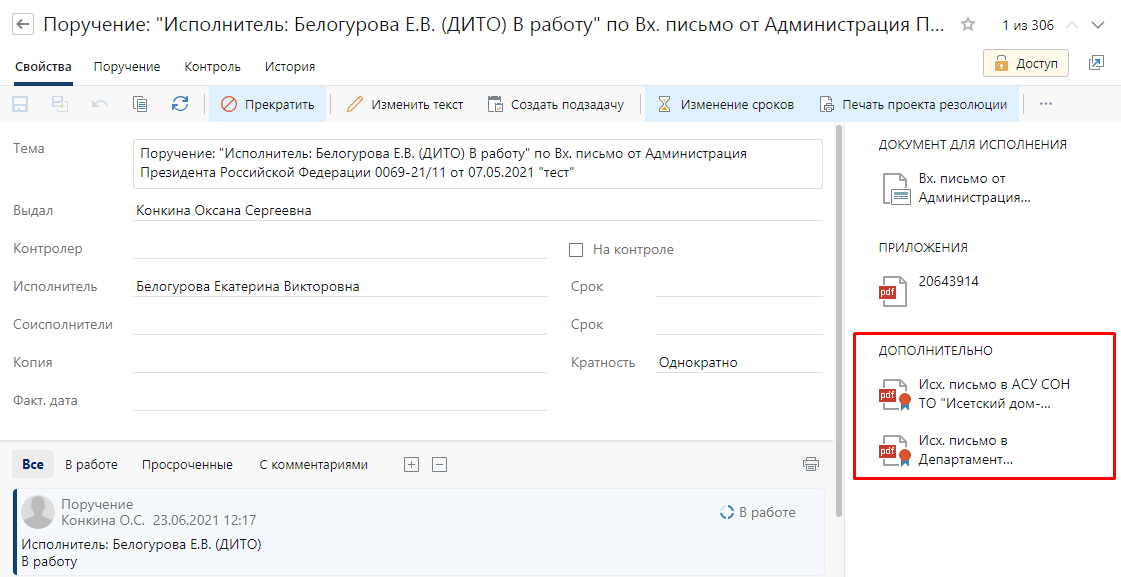 Поручение: "Исполнитель: Белогурова Е.В. (ДИТО) В работу" по Вх. письмо от Администрация П...
1 из 306
Свойства
Поручение
Контроль
История
Доступ
Прекратить
Изменить текст
Создать подзадачу
Изменение сроков
Печать проекта резолюции
...
Тема
Поручение: "Исполнитель: Белогурова Е.В. (ДИТО) В работу" по Вх. письмо от Администрация
Президента Российской Федерации 0069-21/11 от 07.05.2021 "тест"
Выдал
Конкина Оксана Сергеевна
Контролер
На контроле
Исполнитель
Белогурова Екатерина Викторовна
Срок
Соисполнители
Срок
Копия
Кратность
Однократно
Факт. дата
Все
В работе
Просроченные
С комментариями
Поручение
Конкина О.С. 23.06.2021 12:17
В работе
Исполнитель: Белогурова Е.В. (ДИТО)
В работу
ДОКУМЕНТ ДЛЯ ИСПОЛНЕНИЯ
Вх. письмо от
Администрация...
ПРИЛОЖЕНИЯ
pdf
20643914
ДОПОЛНИТЕЛЬНО
pdf
Исх. письмо в АСУ СОН
ТО "Исетский дом-...
pdf
Исх. письмо в
Департамент...